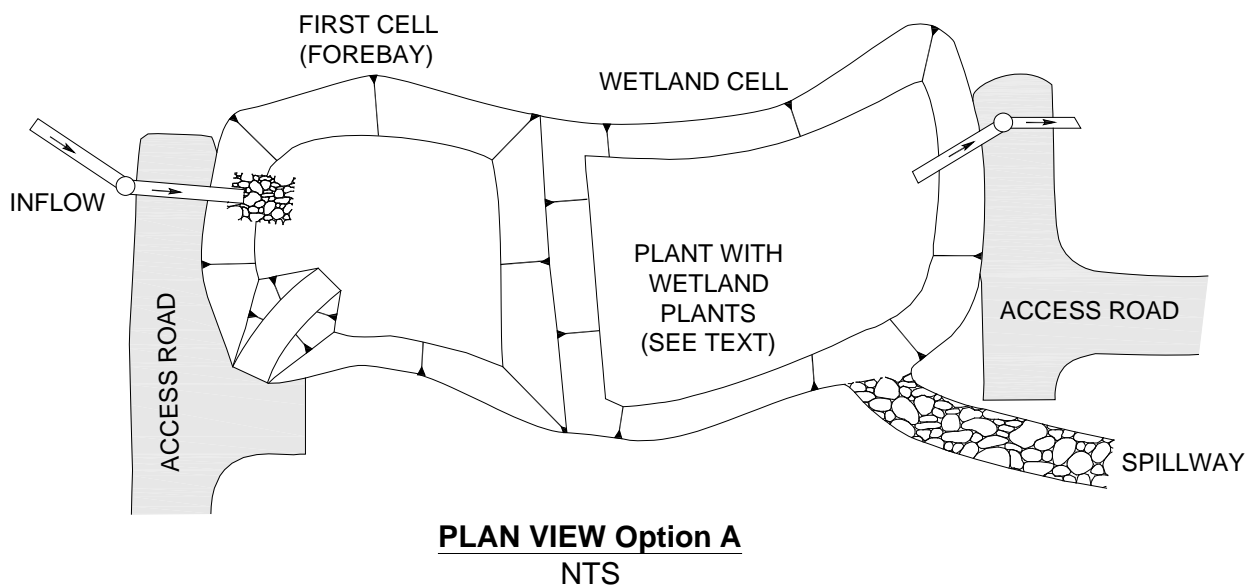 FIRST CELL
(FOREBAY)
WETLAND CELL
INFLOW
PLANT WITH
WETLAND
PLANTS
(SEE TEXT)
ACCESS ROAD
ACCESS ROAD
SPILLWAY
PLAN VIEW Option A
NTS